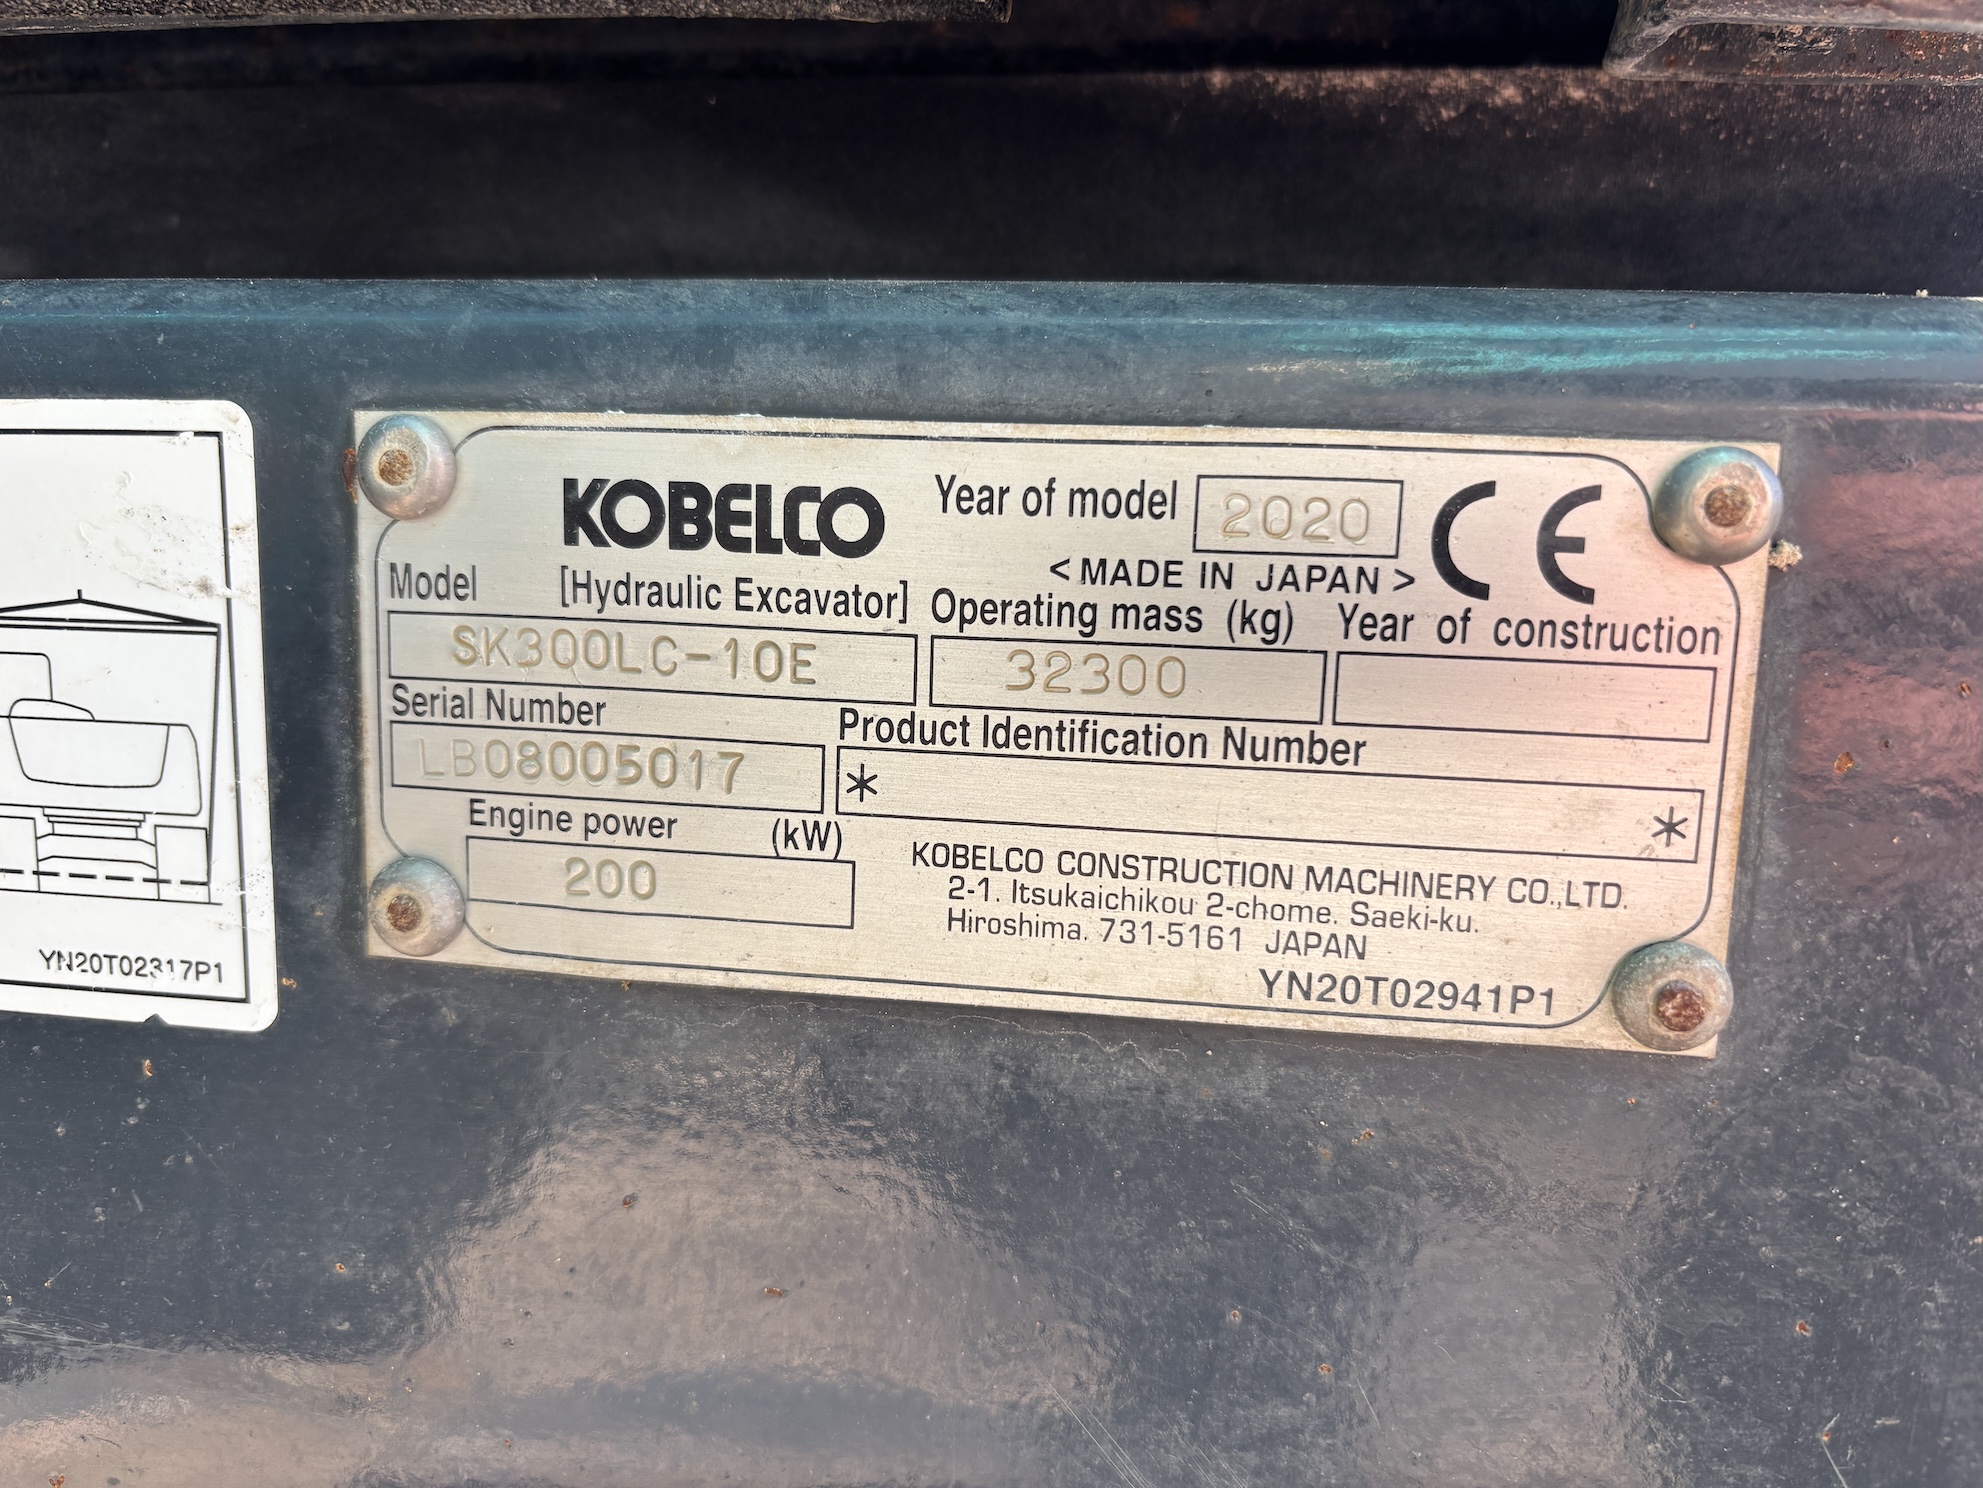 KOBELCO
Year of model 2020
CE
<MADE IN JAPAN>
Model [Hydraulic Excavator]
SK300LC-10E
Operating mass (kg)
32300
Year of construction
Serial Number
LB08005017
Product Identification Number
* *
Engine power (kW)
200
KOBELCO CONSTRUCTION MACHINERY CO.,LTD.
2-1. Itsukaichikou 2-chome. Saeki-ku.
Hiroshima. 731-5161 JAPAN
YN20T02941P1
YN20T02317P1